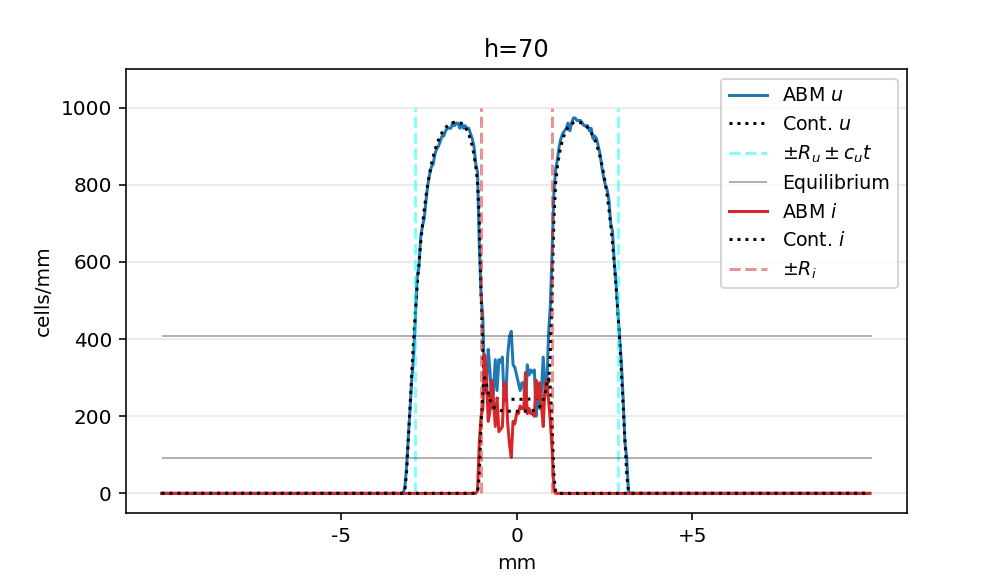 h=70
1000
800
600
400
200
0
cells/mm
-5
0
+5
mm
ABM u
Cont. u
±R_u ± c_u t
Equilibrium
ABM i
Cont. i
±R_i